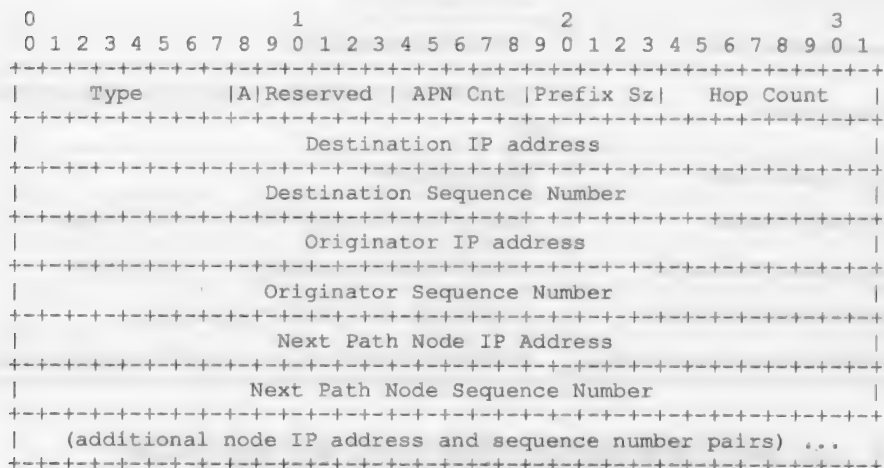 0                   1                   2                   3
 0 1 2 3 4 5 6 7 8 9 0 1 2 3 4 5 6 7 8 9 0 1 2 3 4 5 6 7 8 9 0 1
+-+-+-+-+-+-+-+-+-+-+-+-+-+-+-+-+-+-+-+-+-+-+-+-+-+-+-+-+-+-+-+-+
|     Type      |A|Reserved | APN Cnt |Prefix Sz|   Hop Count   |
+-+-+-+-+-+-+-+-+-+-+-+-+-+-+-+-+-+-+-+-+-+-+-+-+-+-+-+-+-+-+-+-+
|                     Destination IP address                    |
+-+-+-+-+-+-+-+-+-+-+-+-+-+-+-+-+-+-+-+-+-+-+-+-+-+-+-+-+-+-+-+-+
|                  Destination Sequence Number                  |
+-+-+-+-+-+-+-+-+-+-+-+-+-+-+-+-+-+-+-+-+-+-+-+-+-+-+-+-+-+-+-+-+
|                     Originator IP address                     |
+-+-+-+-+-+-+-+-+-+-+-+-+-+-+-+-+-+-+-+-+-+-+-+-+-+-+-+-+-+-+-+-+
|                  Originator Sequence Number                   |
+-+-+-+-+-+-+-+-+-+-+-+-+-+-+-+-+-+-+-+-+-+-+-+-+-+-+-+-+-+-+-+-+
|                   Next Path Node IP Address                   |
+-+-+-+-+-+-+-+-+-+-+-+-+-+-+-+-+-+-+-+-+-+-+-+-+-+-+-+-+-+-+-+-+
|                 Next Path Node Sequence Number                |
+-+-+-+-+-+-+-+-+-+-+-+-+-+-+-+-+-+-+-+-+-+-+-+-+-+-+-+-+-+-+-+-+
|   (additional node IP address and sequence number pairs) ...
+-+-+-+-+-+-+-+-+-+-+-+-+-+-+-+-+-+-+-+-+-+-+-+-+-+-+-+-+-+-+-+-+